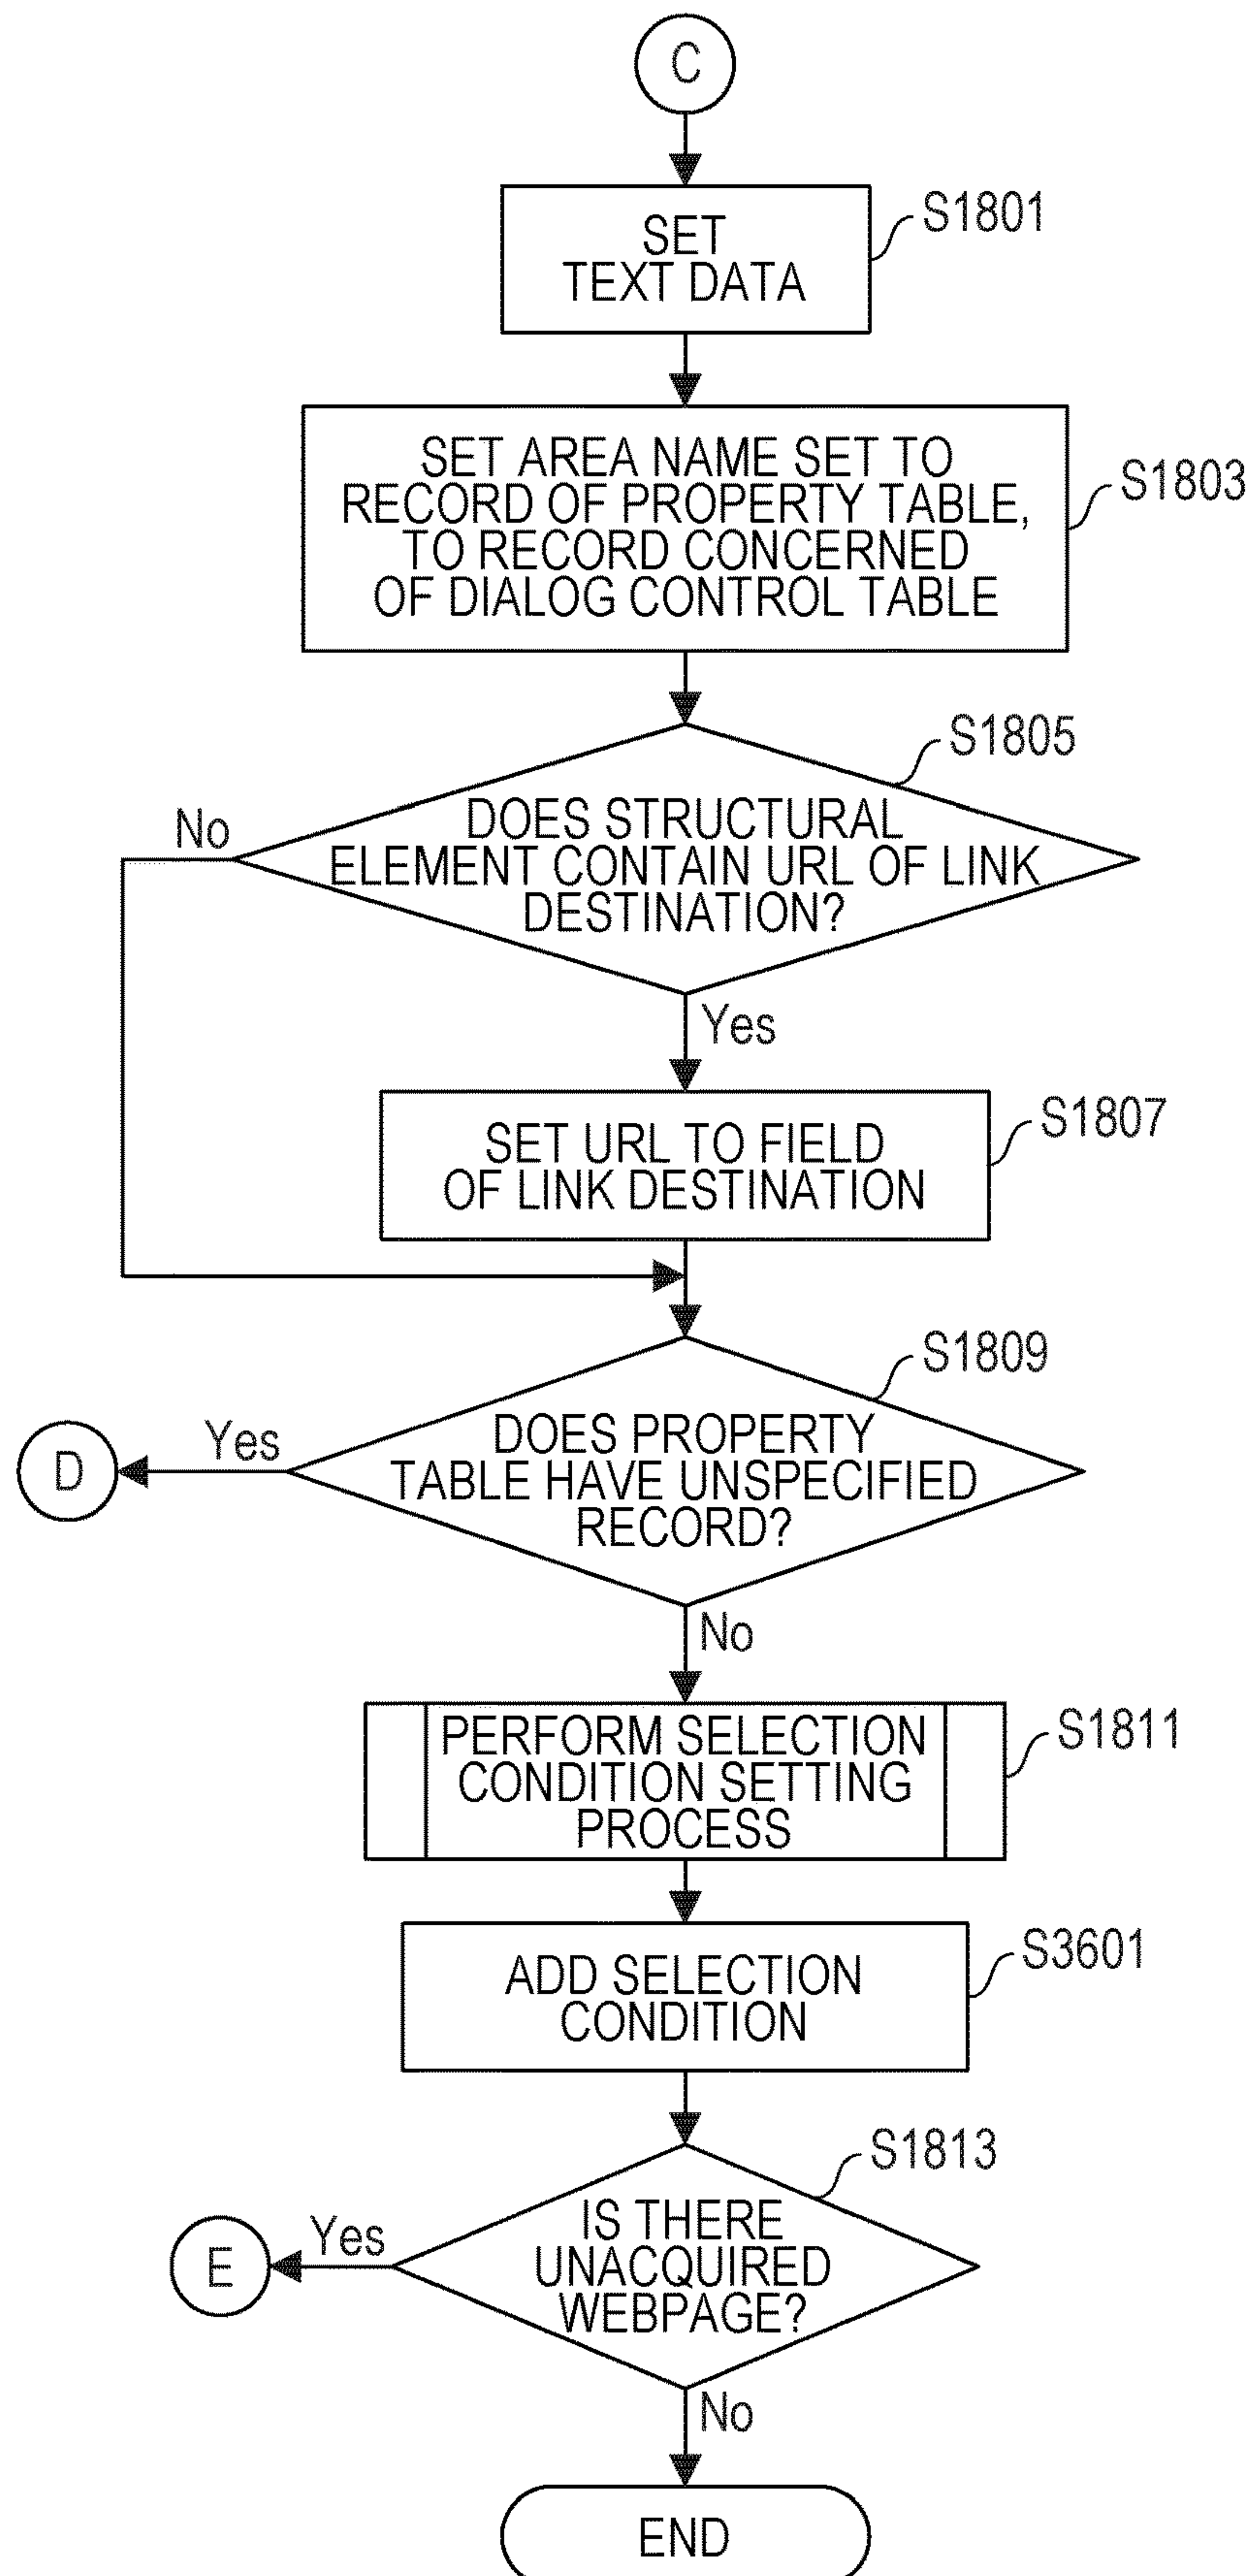 C
SET
TEXT DATA
S1801
SET AREA NAME SET TO
RECORD OF PROPERTY TABLE,
TO RECORD CONCERNED
OF DIALOG CONTROL TABLE
S1803
S1805
DOES STRUCTURAL
ELEMENT CONTAIN URL OF LINK
DESTINATION?
No
Yes
SET URL TO FIELD
OF LINK DESTINATION
S1807
S1809
DOES PROPERTY
TABLE HAVE UNSPECIFIED
RECORD?
Yes
D
No
PERFORM SELECTION
CONDITION SETTING
PROCESS
S1811
ADD SELECTION
CONDITION
S3601
S1813
IS THERE
UNACQUIRED
WEBPAGE?
Yes
E
No
END